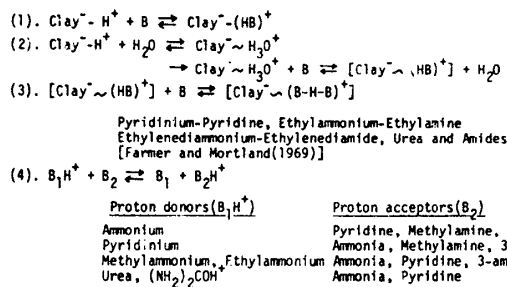 (1). Clay⁻- H⁺ + B ⇄ Clay⁻-(HB)⁺
(2). Clay⁻-H⁺ + H₂O ⇄ Clay⁻~ H₃O⁺
→ Clay⁻~ H₃O⁺ + B ⇄ [Clay⁻~ (HB)⁺] + H₂O
(3). [Clay⁻~ (HB)⁺] + B ⇄ [Clay⁻~ (B-H-B)⁺]
Pyridinium-Pyridine, Ethylammonium-Ethylamine
Ethylenediammonium-Ethylenediamide, Urea and Amides
[Farmer and Mortland(1969)]
(4). B₁H⁺ + B₂ ⇄ B₁ + B₂H⁺
Proton donors(B₁H⁺) Proton acceptors(B₂)
Ammonium Pyridine, Methylamine,
Pyridinium Ammonia, Methylamine, 3
Methylammonium, Ethylammonium Ammonia, Pyridine, 3-am
Urea, (NH₂)₂COH⁺ Ammonia, Pyridine